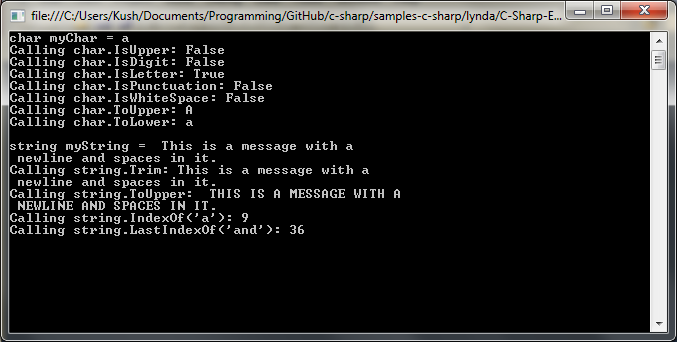 file:///C:/Users/Kush/Documents/Programming/GitHub/c-sharp/samples-c-sharp/lynda/C-Sharp-E...
char myChar = a
Calling char.IsUpper: False
Calling char.IsDigit: False
Calling char.IsLetter: True
Calling char.IsPunctuation: False
Calling char.IsWhiteSpace: False
Calling char.ToUpper: A
Calling char.ToLower: a
string myString =  This is a message with a
 newline and spaces in it.
Calling string.Trim: This is a message with a
 newline and spaces in it.
Calling string.ToUpper:  THIS IS A MESSAGE WITH A
 NEWLINE AND SPACES IN IT.
Calling string.IndexOf('a'): 9
Calling string.LastIndexOf('and'): 36